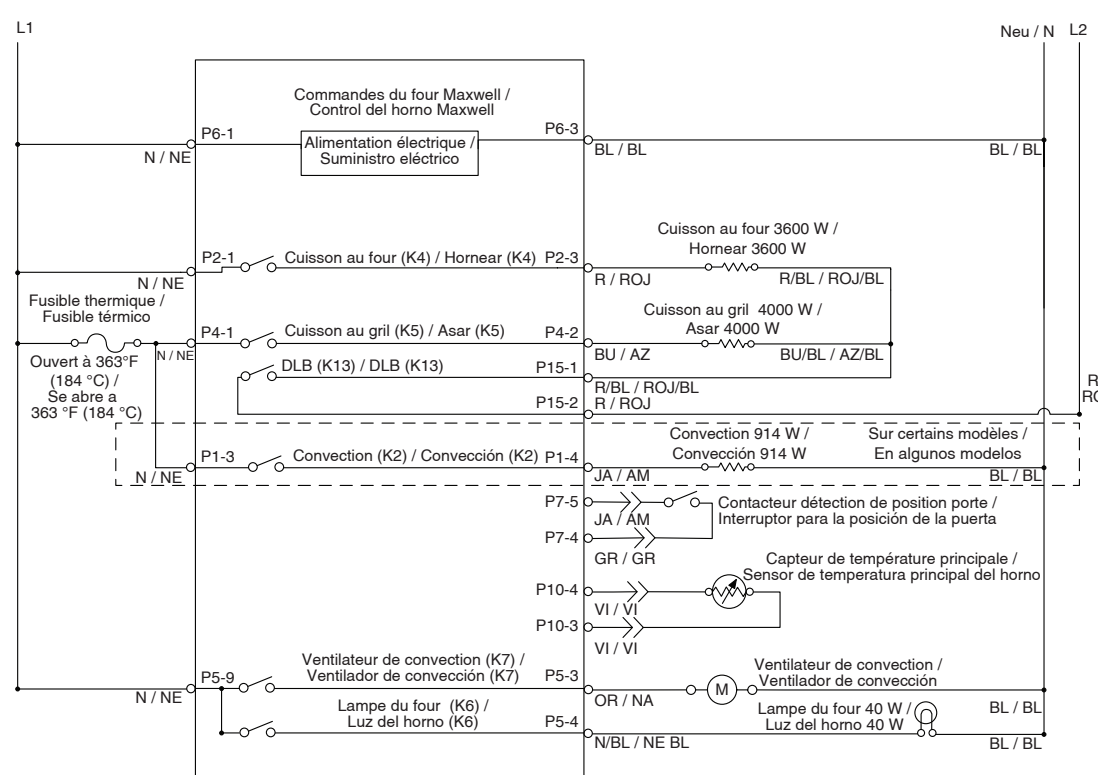 L1
Neu / N
L2
Commandes du four Maxwell /
Control del horno Maxwell
P6-1
P6-3
Alimentation électrique /
Suministro eléctrico
N / NE
BL / BL
BL / BL
Cuisson au four 3600 W /
Hornear 3600 W
P2-1
Cuisson au four (K4) / Hornear (K4)
P2-3
N / NE
R / ROJ
R/BL / ROJ/BL
Fusible thermique /
Fusible térmico
Cuisson au gril 4000 W /
Asar 4000 W
P4-1
Cuisson au gril (K5) / Asar (K5)
P4-2
N / NE
BU / AZ
BU/BL / AZ/BL
Ouvert à 363°F
(184 °C) /
Se abre a
363 °F (184 °C)
DLB (K13) / DLB (K13)
P15-1
R/BL / ROJ/BL
P15-2
R / ROJ
R
RO
Convection 914 W /
Convección 914 W
Sur certains modèles /
En algunos modelos
P1-3
Convection (K2) / Convección (K2)
P1-4
N / NE
JA / AM
BL / BL
P7-5
Contacteur détection de position porte /
Interruptor para la posición de la puerta
JA / AM
P7-4
GR / GR
Capteur de température principale /
Sensor de temperatura principal del horno
P10-4
VI / VI
P10-3
VI / VI
Ventilateur de convection (K7) /
Ventilador de convección (K7)
Ventilateur de convection /
Ventilador de convección
P5-9
P5-3
M
N / NE
OR / NA
BL / BL
Lampe du four (K6) /
Luz del horno (K6)
Lampe du four 40 W /
Luz del horno 40 W
P5-4
N/BL / NE BL
BL / BL